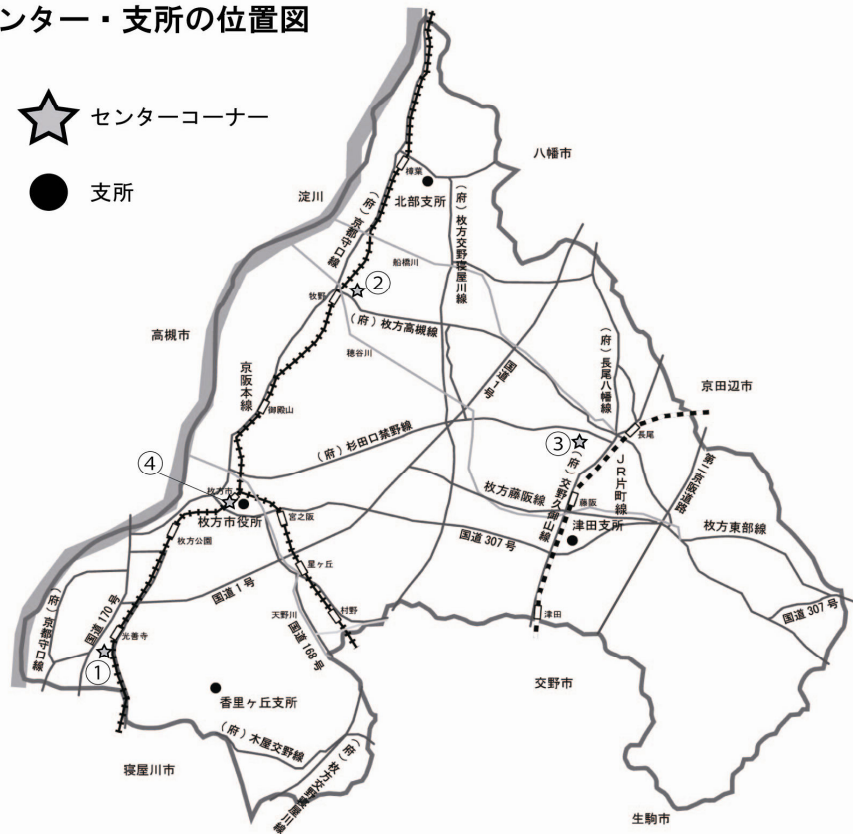 ンター・支所の位置図
センターコーナー
支所
八幡市
淀川
樟葉
北部支所
(府)京都守口線
(府)枚方交野寝屋川線
船橋川
②
牧野
(府)枚方高槻線
穂谷川
高槻市
京阪本線
国道1号
(府)長尾八幡線
京田辺市
御殿山
(府)杉田口禁野線
③
長尾
(府)交野久御山線
JR片町線
第二京阪道路
④
枚方市
枚方市役所
宮之阪
枚方藤阪線
藤阪
津田支所
枚方東部線
枚方公園
国道307号
星ヶ丘
国道1号
天野川
村野
国道168号
津田
国道307号
(府)京都守口線
国道170号
光善寺
①
交野市
香里ヶ丘支所
(府)木屋交野線
(府)枚方交野寝屋川線
寝屋川市
生駒市